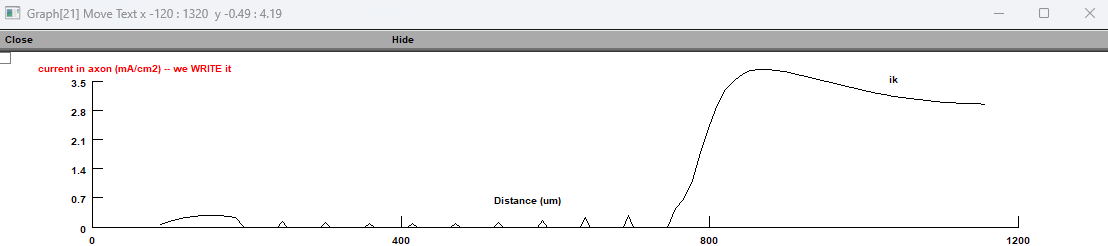 Graph[21] Move Text x -120 : 1320 y -0.49 : 4.19
Close Hide
current in axon (mA/cm2) -- we WRITE it
3.5
ik
2.8
2.1
1.4
0.7
Distance (um)
0
0 400 800 1200